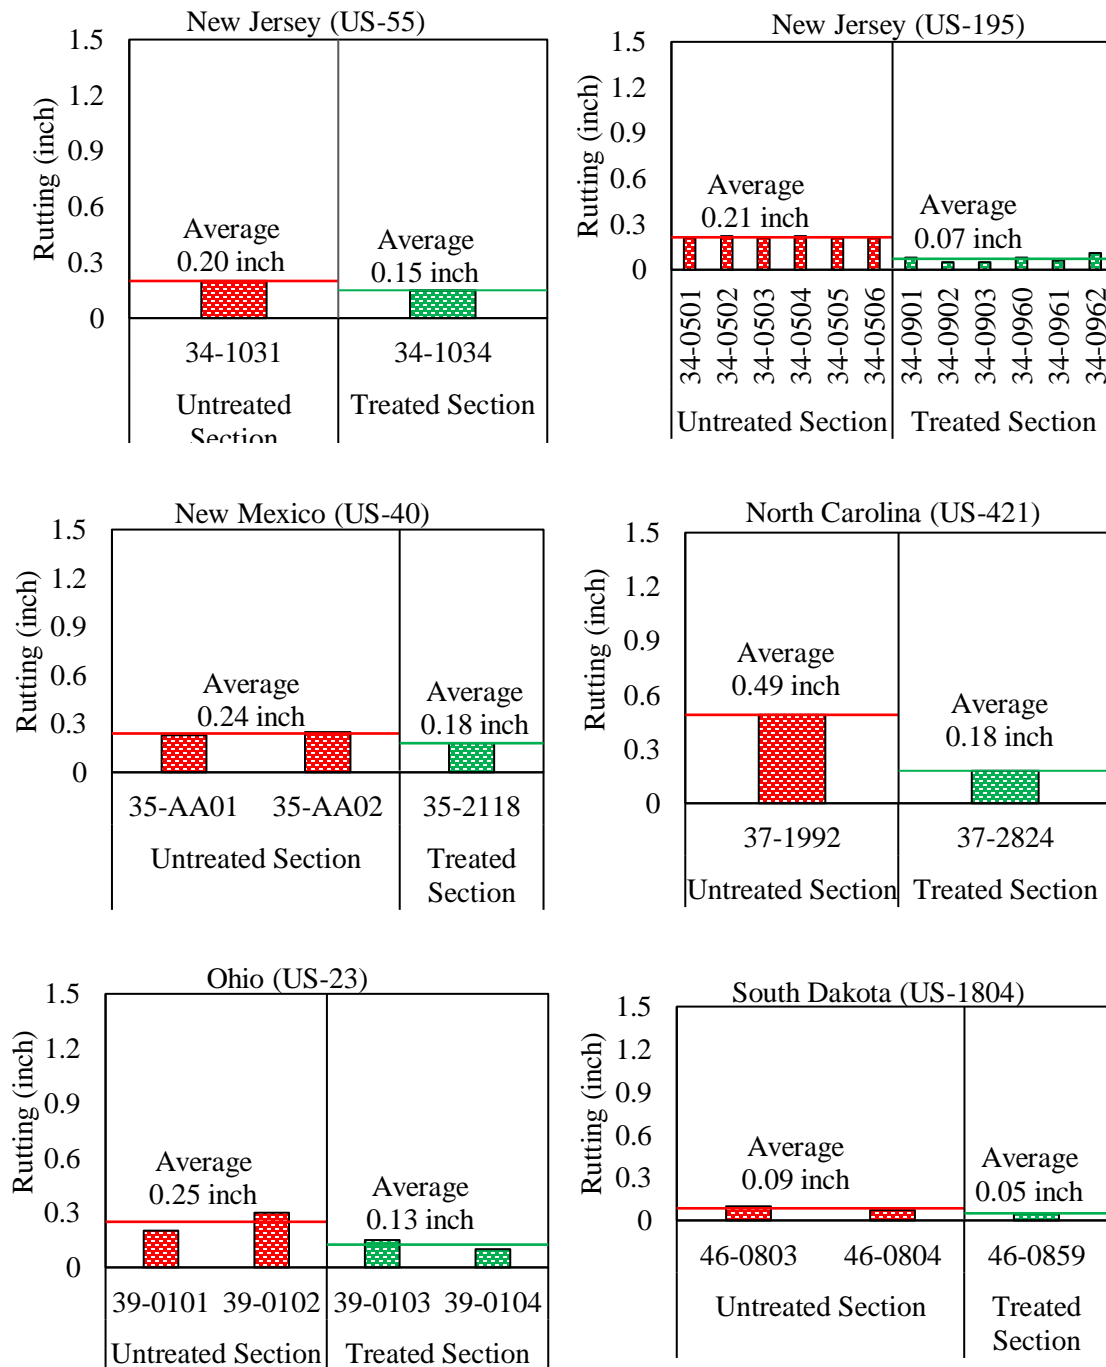 New Jersey (US-55)
Rutting (inch)
1.5
1.2
0.9
0.6
0.3
0
Average
0.20 inch
Average
0.15 inch
34-1031
34-1034
Untreated
Section
Treated Section
New Jersey (US-195)
Rutting (inch)
1.5
1.2
0.9
0.6
0.3
0
Average
0.21 inch
Average
0.07 inch
34-0501
34-0502
34-0503
34-0504
34-0505
34-0506
34-0901
34-0902
34-0903
34-0960
34-0961
34-0962
Untreated Section
Treated Section
New Mexico (US-40)
Rutting (inch)
1.5
1.2
0.9
0.6
0.3
0
Average
0.24 inch
Average
0.18 inch
35-AA01
35-AA02
35-2118
Untreated Section
Treated
Section
North Carolina (US-421)
Rutting (inch)
1.5
1.2
0.9
0.6
0.3
0
Average
0.49 inch
Average
0.18 inch
37-1992
37-2824
Untreated Section
Treated Section
Ohio (US-23)
Rutting (inch)
1.5
1.2
0.9
0.6
0.3
0
Average
0.25 inch
Average
0.13 inch
39-0101
39-0102
39-0103
39-0104
Untreated Section
Treated Section
South Dakota (US-1804)
Rutting (inch)
1.5
1.2
0.9
0.6
0.3
0
Average
0.09 inch
Average
0.05 inch
46-0803
46-0804
46-0859
Untreated Section
Treated
Section